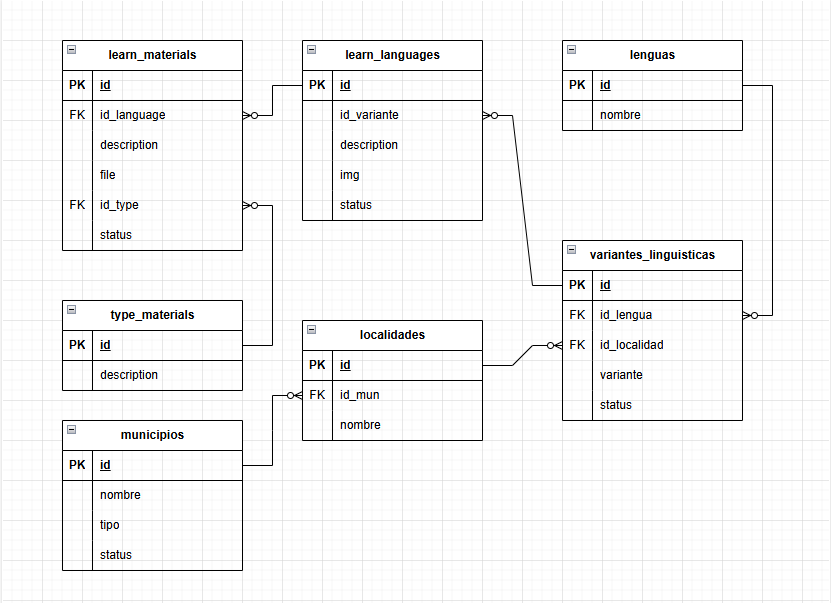 learn_materials
PK id
FK id_language
description
file
FK id_type
status
learn_languages
PK id
id_variante
description
img
status
lenguas
PK id
nombre
variantes_linguisticas
PK id
FK id_lengua
FK id_localidad
variante
status
type_materials
PK id
description
localidades
PK id
FK id_mun
nombre
municipios
PK id
nombre
tipo
status